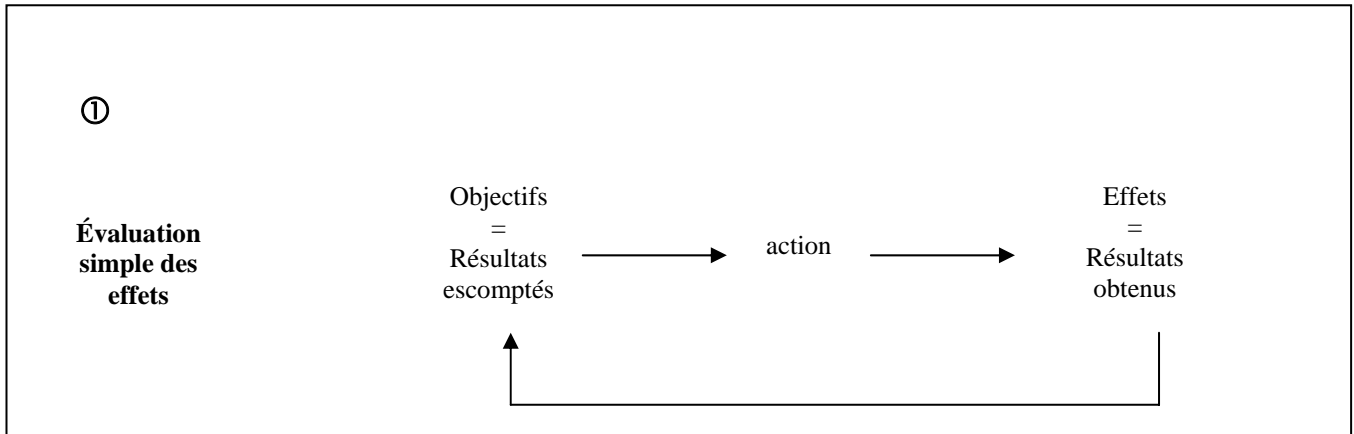 ①
Évaluation
simple des
effets
Objectifs
=
Résultats
escomptés
action
Effets
=
Résultats
obtenus